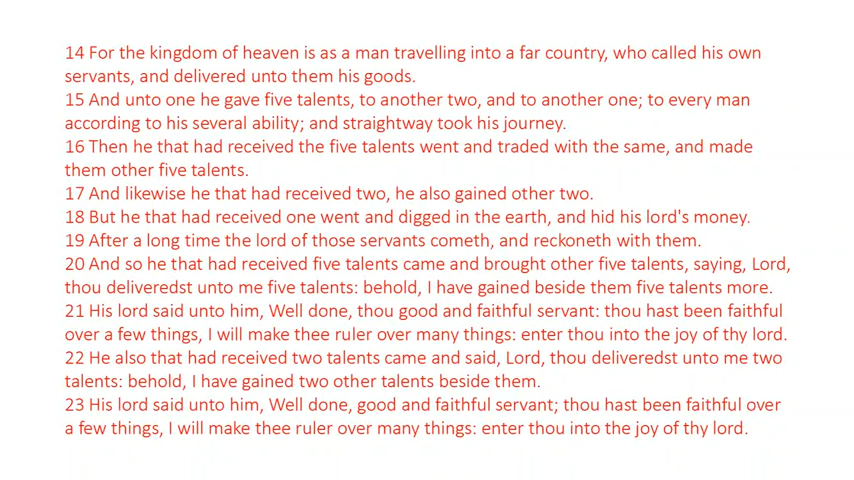 14 For the kingdom of heaven is as a man travelling into a far country, who called his own
servants, and delivered unto them his goods.
15 And unto one he gave five talents, to another two, and to another one; to every man
according to his several ability; and straightway took his journey.
16 Then he that had received the five talents went and traded with the same, and made
them other five talents.
17 And likewise he that had received two, he also gained other two.
18 But he that had received one went and digged in the earth, and hid his lord's money.
19 After a long time the lord of those servants cometh, and reckoneth with them.
20 And so he that had received five talents came and brought other five talents, saying, Lord,
thou deliveredst unto me five talents: behold, I have gained beside them five talents more.
21 His lord said unto him, Well done, thou good and faithful servant: thou hast been faithful
over a few things, I will make thee ruler over many things: enter thou into the joy of thy lord.
22 He also that had received two talents came and said, Lord, thou deliveredst unto me two
talents: behold, I have gained two other talents beside them.
23 His lord said unto him, Well done, good and faithful servant; thou hast been faithful over
a few things, I will make thee ruler over many things: enter thou into the joy of thy lord.